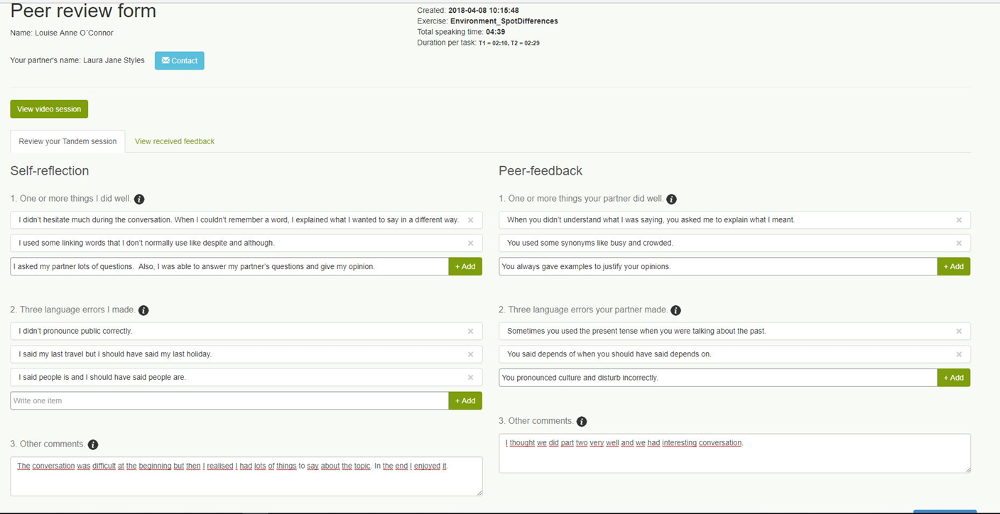 Peer review form
Name: Louise Anne O´Connor
Your partner's name: Laura Jane Styles
Contact
Created: 2018-04-08 10:15:48
Exercise: Environment_SpotDifferences
Total speaking time: 04:39
Duration per task: T1 = 02:10, T2 = 02:29
View video session
Review your Tandem session
View received feedback
Self-reflection
1. One or more things I did well.
I didn't hesitate much during the conversation. When I couldn't remember a word, I explained what I wanted to say in a different way.
I used some linking words that I don't normally use like despite and although.
I asked my partner lots of questions.  Also, I was able to answer my partner's questions and give my opinion.
+ Add
2. Three language errors I made.
I didn't pronounce public correctly.
I said my last travel but I should have said my last holiday.
I said people is and I should have said people are.
Write one item
+ Add
3. Other comments.
The conversation was difficult at the beginning but then I realised I had lots of things to say about the topic. In the end I enjoyed it.
Peer-feedback
1. One or more things your partner did well.
When you didn't understand what I was saying, you asked me to explain what I meant.
You used some synonyms like busy and crowded.
You always gave examples to justify your opinions.
+ Add
2. Three language errors your partner made.
Sometimes you used the present tense when you were talking about the past.
You said depends of when you should have said depends on.
You pronounced culture and disturb incorrectly.
+ Add
3. Other comments.
I thought we did part two very well and we had interesting conversation.